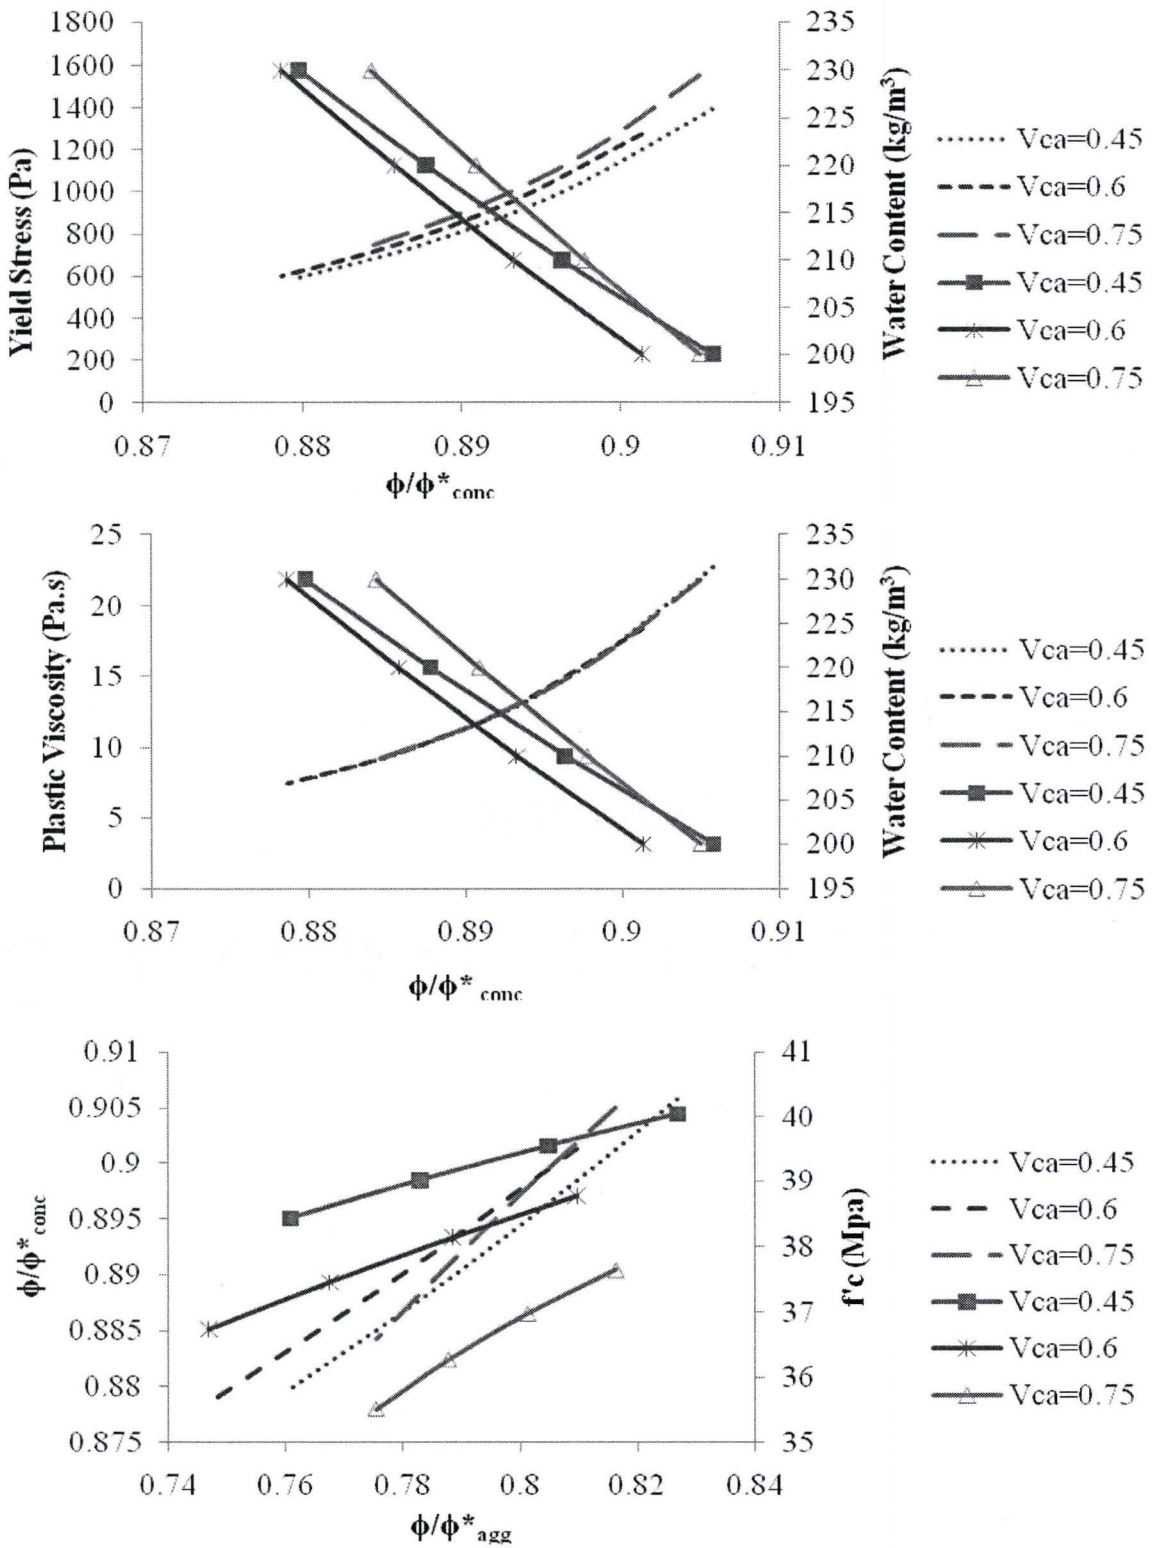 1800
1600
1400
1200
1000
800
600
400
200
0
Yield Stress (Pa)
235
230
225
220
215
210
205
200
195
Water Content (kg/m³)
0.87 0.88 0.89 0.9 0.91
ϕ/ϕ*conc
Vca=0.45
Vca=0.6
Vca=0.75
Vca=0.45
Vca=0.6
Vca=0.75
25
20
15
10
5
0
Plastic Viscosity (Pa.s)
235
230
225
220
215
210
205
200
195
Water Content (kg/m³)
0.87 0.88 0.89 0.9 0.91
ϕ/ϕ* conc
Vca=0.45
Vca=0.6
Vca=0.75
Vca=0.45
Vca=0.6
Vca=0.75
0.91
0.905
0.9
0.895
0.89
0.885
0.88
0.875
ϕ/ϕ*conc
41
40
39
38
37
36
35
f'c (Mpa)
0.74 0.76 0.78 0.8 0.82 0.84
ϕ/ϕ*agg
Vca=0.45
Vca=0.6
Vca=0.75
Vca=0.45
Vca=0.6
Vca=0.75